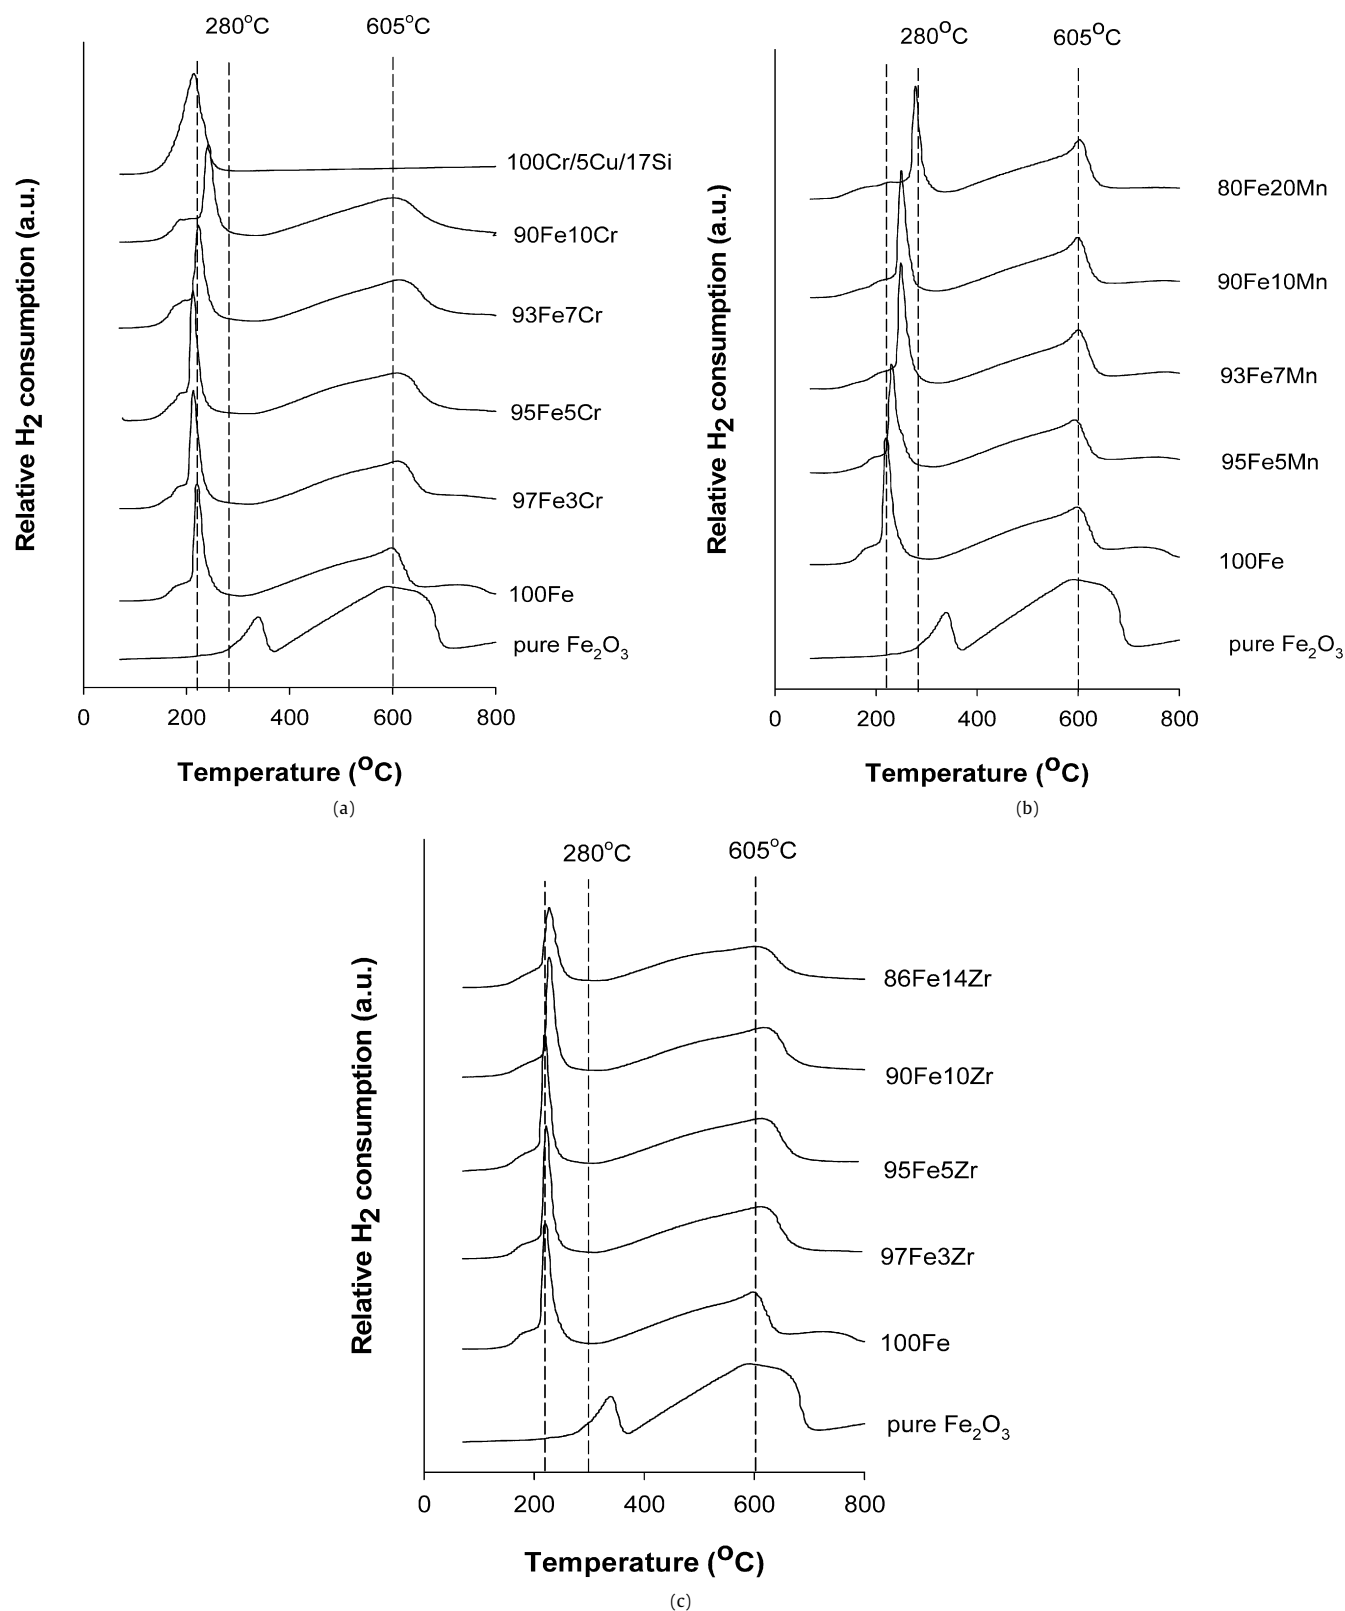 280°C 605°C
Relative H2 consumption (a.u.)
100Cr/5Cu/17Si
90Fe10Cr
93Fe7Cr
95Fe5Cr
97Fe3Cr
100Fe
pure Fe2O3
0 200 400 600 800
Temperature (°C)
(a)
280°C 605°C
Relative H2 consumption (a.u.)
80Fe20Mn
90Fe10Mn
93Fe7Mn
95Fe5Mn
100Fe
pure Fe2O3
0 200 400 600 800
Temperature (°C)
(b)
280°C 605°C
Relative H2 consumption (a.u.)
86Fe14Zr
90Fe10Zr
95Fe5Zr
97Fe3Zr
100Fe
pure Fe2O3
0 200 400 600 800
Temperature (°C)
(c)